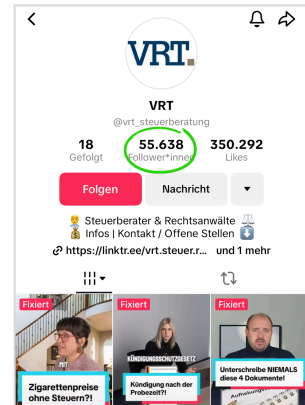 VRT.
VRT
@vrt_steuerberatung
18 55.638 350.292
Gefolgt Follower*innen Likes
Folgen Nachricht
Steuerberater & Rechtsanwälte
Infos | Kontakt / Offene Stellen
https://linktr.ee/vrt.steuer.r... und 1 mehr
Fixiert Fixiert Fixiert
MIT
Zigarettenpreise
ohne Steuern?!
KÜNDIGUNGSSCHUTZGESETZ
Kündigung nach der
Probezeit?!
Unterschreibe NIEMALS
diese 4 Dokumente!